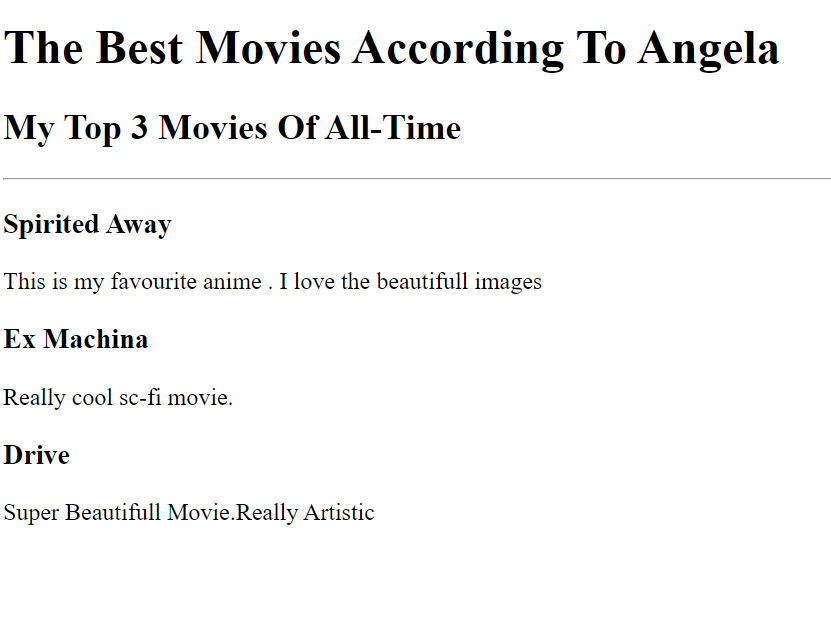 The Best Movies According To Angela
My Top 3 Movies Of All-Time
Spirited Away
This is my favourite anime . I love the beautifull images
Ex Machina
Really cool sc-fi movie.
Drive
Super Beautifull Movie.Really Artistic